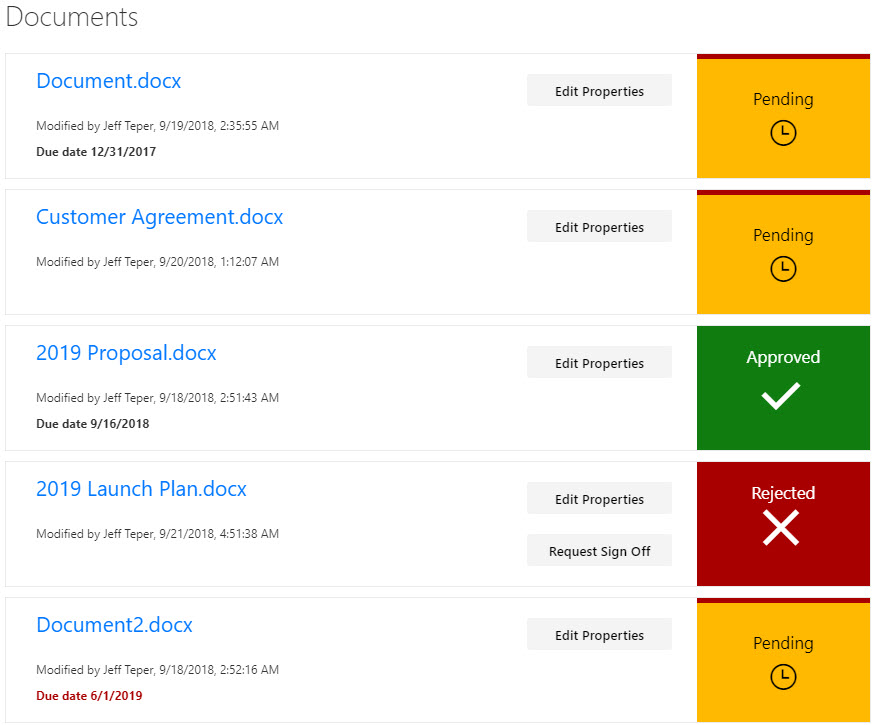 Documents
Document.docx
Edit Properties
Pending
Modified by Jeff Teper, 9/19/2018, 2:35:55 AM
Due date 12/31/2017
Customer Agreement.docx
Edit Properties
Pending
Modified by Jeff Teper, 9/20/2018, 1:12:07 AM
2019 Proposal.docx
Edit Properties
Approved
Modified by Jeff Teper, 9/18/2018, 2:51:43 AM
Due date 9/16/2018
2019 Launch Plan.docx
Edit Properties
Rejected
Modified by Jeff Teper, 9/21/2018, 4:51:38 AM
Request Sign Off
Document2.docx
Edit Properties
Pending
Modified by Jeff Teper, 9/18/2018, 2:52:16 AM
Due date 6/1/2019